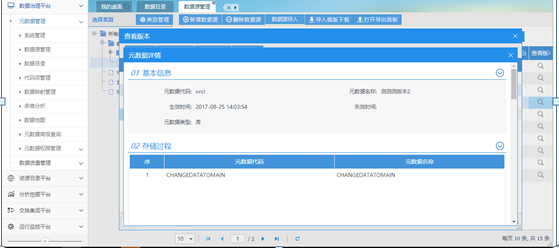 数据治理平台
元数据管理
系统管理
数据源管理
数据目录
代码项管理
数据映射管理
多维分析
数据地图
元数据高级查询
元数据权限管理
数据质量管理
资源目录平台
分析挖掘平台
交换集成平台
运行监控平台
我的桌面 数据目录 数据源管理
选择类别 类别管理 新增数据源 删除数据源 数据源导入 导入模板下载 打开导出面板
查看版本
查看版本
元数据详情
01 基本信息
元数据代码: orcl 元数据名称: 测测测版本2
生效时间: 2017-08-25 14:03:54 失效时间:
元数据类型: 库
02 存储过程
序 元数据代码 元数据名称
1 CHANGEDATATOMAIN CHANGEDATATOMAIN
10 1 / 2 每页 10 条, 共 15 条